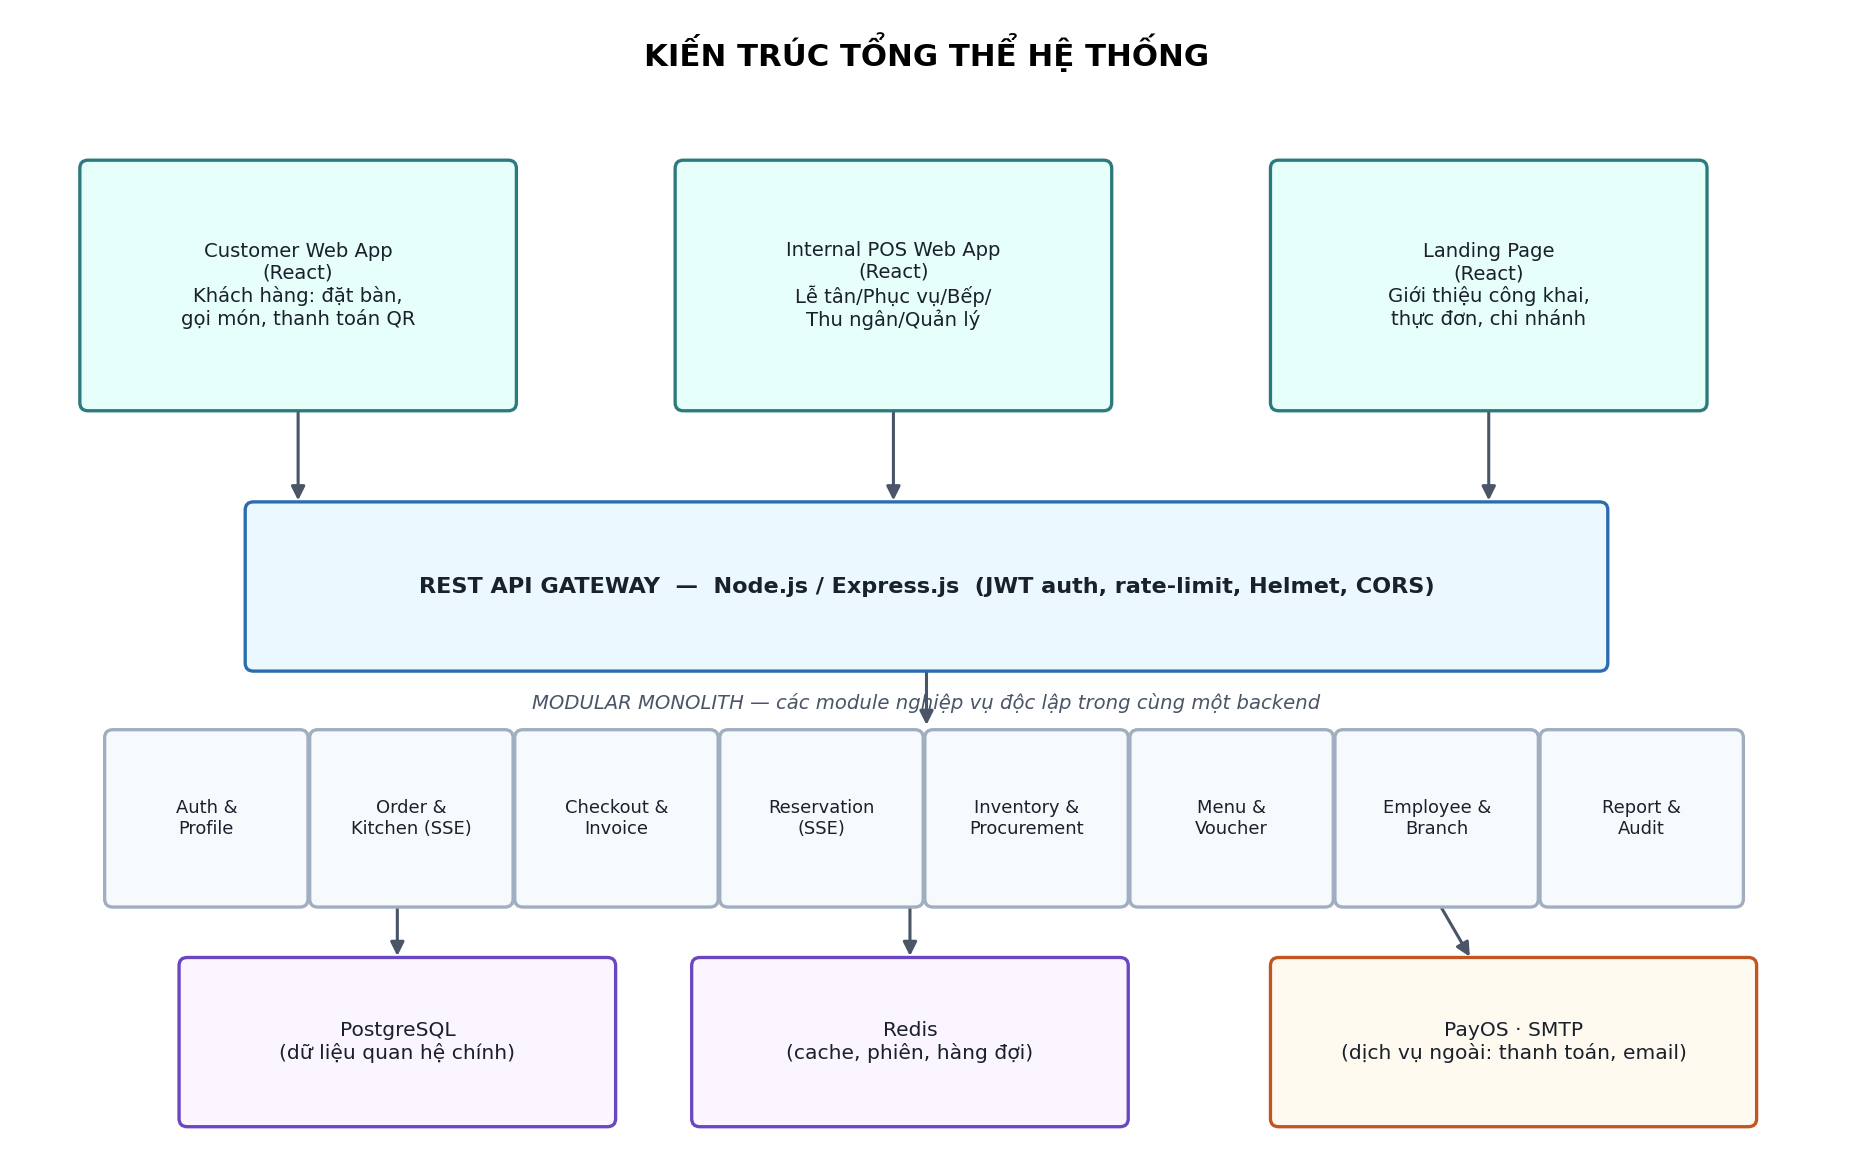 KIẾN TRÚC TỔNG THỂ HỆ THỐNG
Customer Web App
(React)
Khách hàng: đặt bàn,
gọi món, thanh toán QR
Internal POS Web App
(React)
Lễ tân/Phục vụ/Bếp/
Thu ngân/Quản lý
Landing Page
(React)
Giới thiệu công khai,
thực đơn, chi nhánh
REST API GATEWAY — Node.js / Express.js (JWT auth, rate-limit, Helmet, CORS)
MODULAR MONOLITH — các module nghiệp vụ độc lập trong cùng một backend
Auth &
Profile
Order &
Kitchen (SSE)
Checkout &
Invoice
Reservation
(SSE)
Inventory &
Procurement
Menu &
Voucher
Employee &
Branch
Report &
Audit
PostgreSQL
(dữ liệu quan hệ chính)
Redis
(cache, phiên, hàng đợi)
PayOS · SMTP
(dịch vụ ngoài: thanh toán, email)